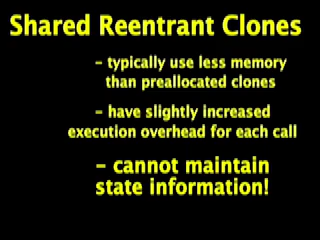 Shared Reentrant Clones
- typically use less memory
than preallocated clones
- have slightly increased
execution overhead for each call
- cannot maintain
state information!